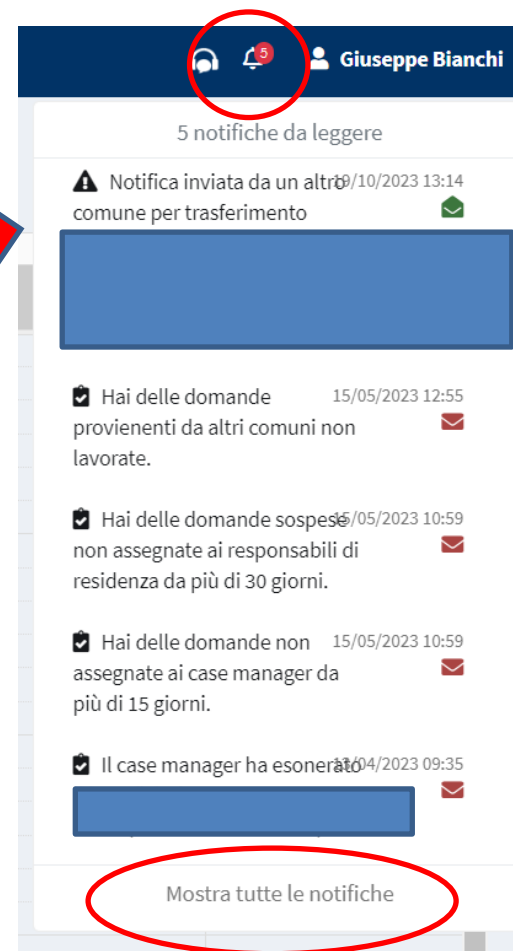 5
Giuseppe Bianchi
5 notifiche da leggere
Notifica inviata da un altro 19/10/2023 13:14
comune per trasferimento
Hai delle domande 15/05/2023 12:55
provienenti da altri comuni non
lavorate.
Hai delle domande sospese 15/05/2023 10:59
non assegnate ai responsabili di
residenza da più di 30 giorni.
Hai delle domande non 15/05/2023 10:59
assegnate ai case manager da
più di 15 giorni.
Il case manager ha esonerato 13/04/2023 09:35
Mostra tutte le notifiche